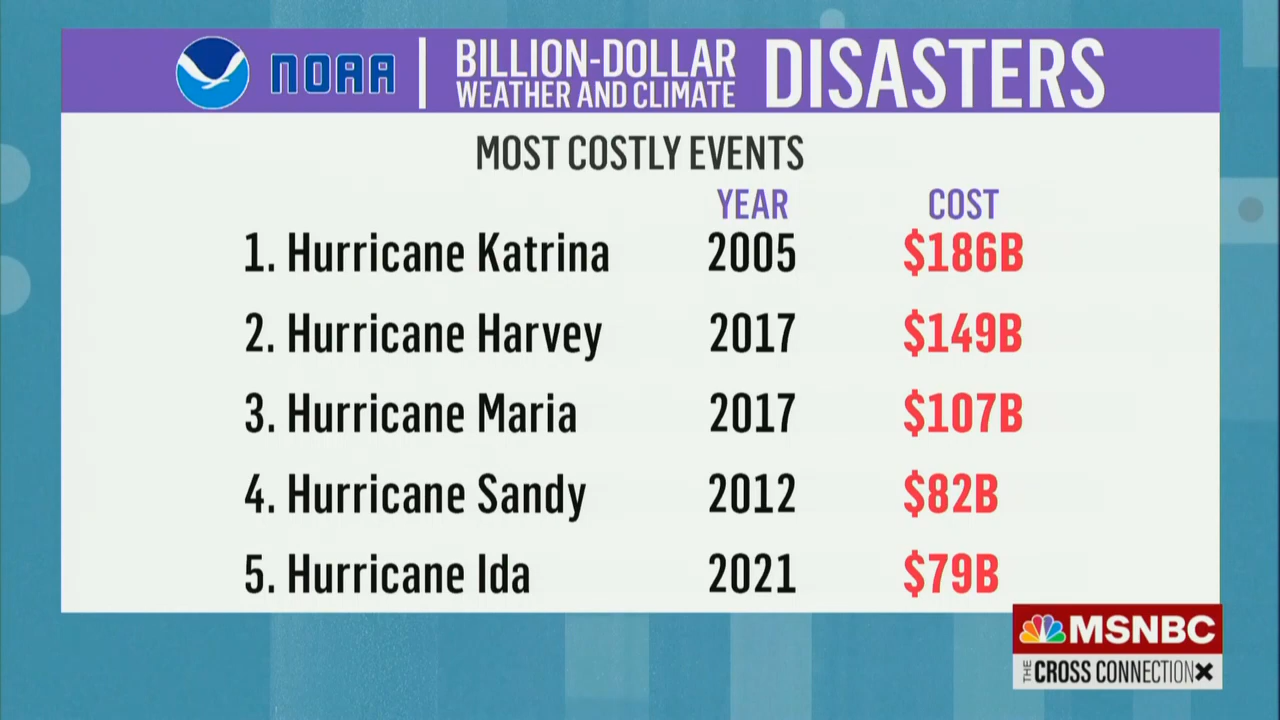 NOAA | BILLION-DOLLAR WEATHER AND CLIMATE DISASTERS
MOST COSTLY EVENTS
YEAR COST
1. Hurricane Katrina 2005 $186B
2. Hurricane Harvey 2017 $149B
3. Hurricane Maria 2017 $107B
4. Hurricane Sandy 2012 $82B
5. Hurricane Ida 2021 $79B
MSNBC
THE CROSS CONNECTION